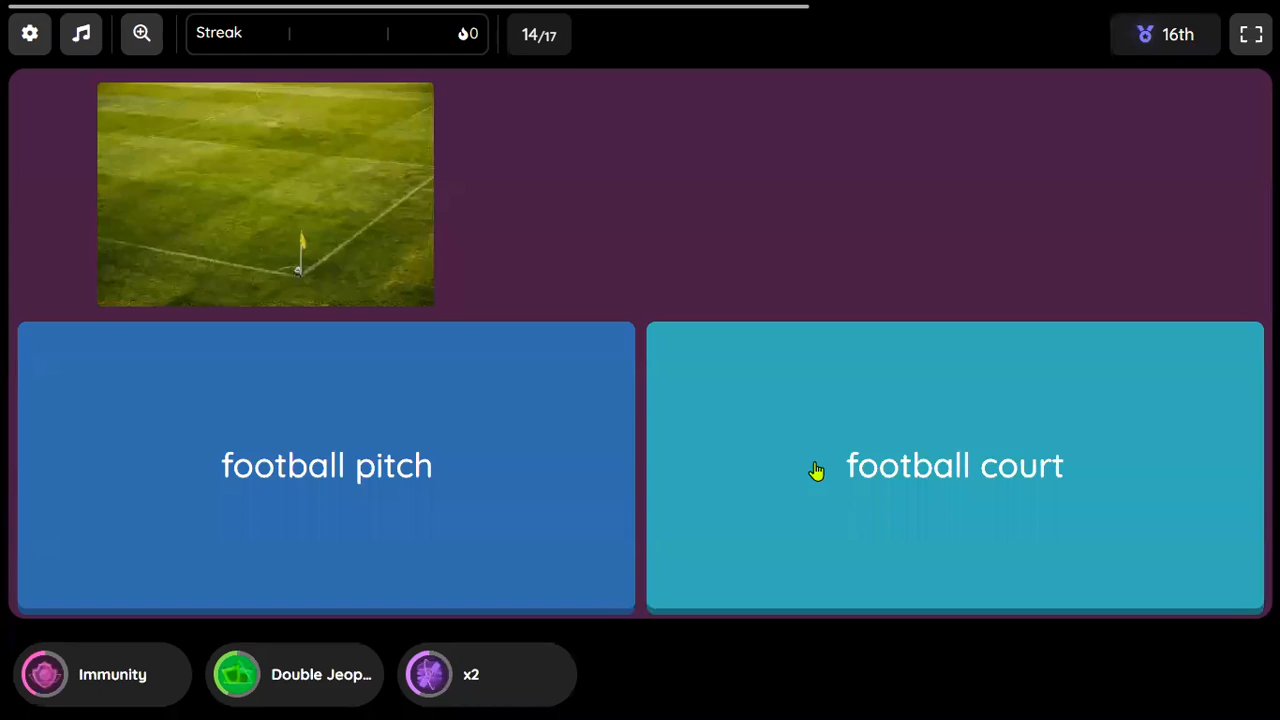 Streak
0
14/17
16th
football pitch
football court
Immunity
Double Jeop...
x2